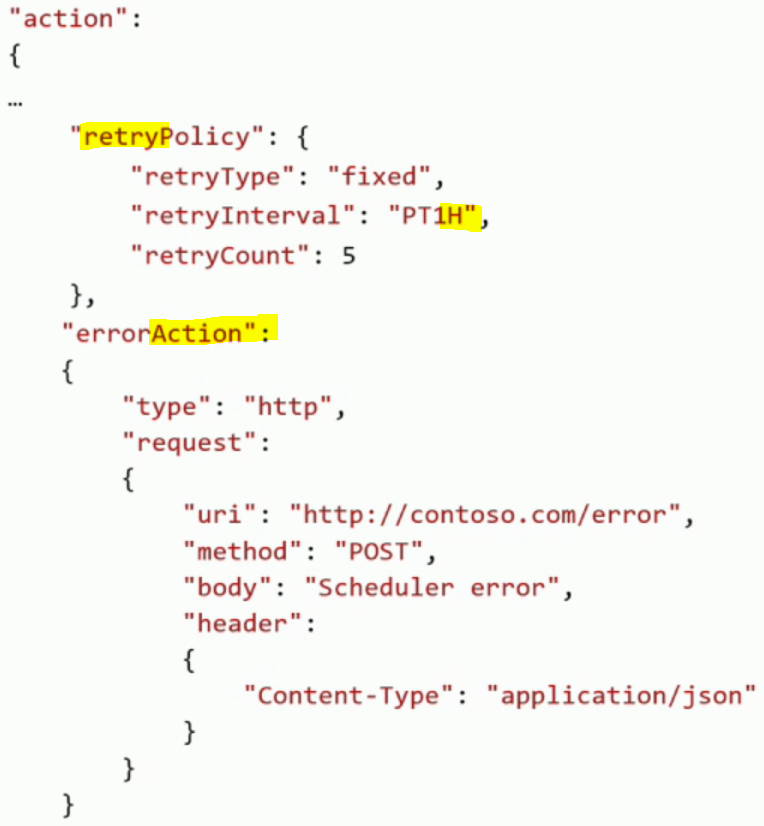 "action":
{
…
"retryPolicy": {
"retryType": "fixed",
"retryInterval": "PT1H",
"retryCount": 5
},
"errorAction":
{
"type": "http",
"request":
{
"uri": "http://contoso.com/error",
"method": "POST",
"body": "Scheduler error",
"header":
{
"Content-Type": "application/json"
}
}
}